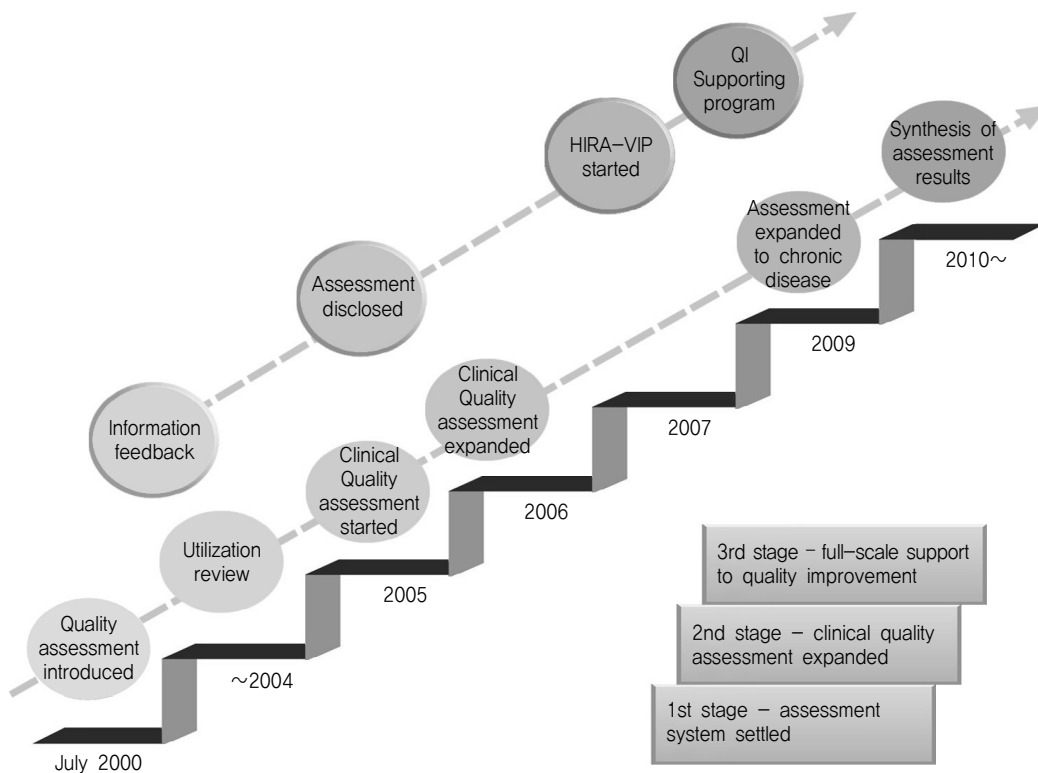 QI
Supporting
program
HIRA-VIP
started
Synthesis of
assessment
results
Assessment
expanded
to chronic
disease
2010~
Assessment
disclosed
2009
Clinical
Quality
assessment
expanded
Information
feedback
2007
Clinical
Quality
assessment
started
2006
Utilization
review
2005
Quality
assessment
introduced
~2004
July 2000
3rd stage - full-scale support
to quality improvement
2nd stage - clinical quality
assessment expanded
1st stage - assessment
system settled